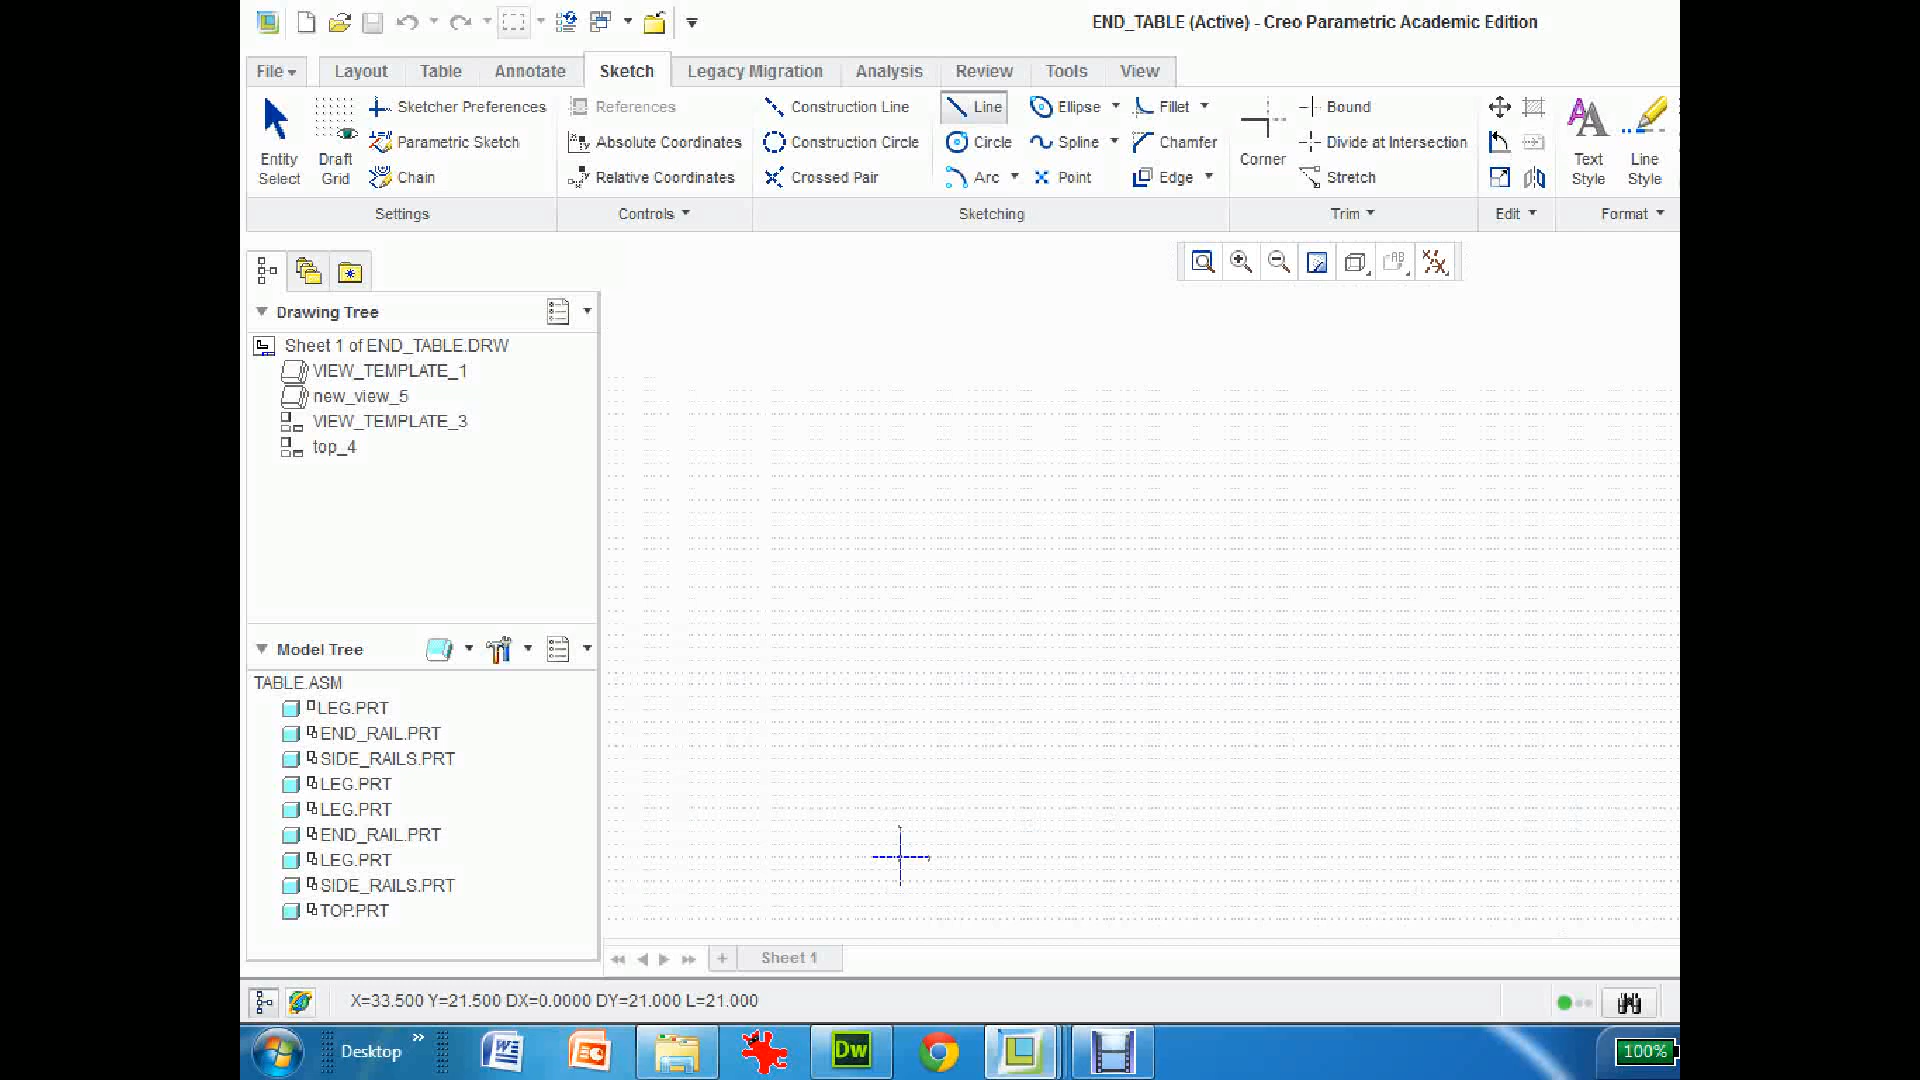 END_TABLE (Active) - Creo Parametric Academic Edition
File Layout Table Annotate Sketch Legacy Migration Analysis Review Tools View
Entity Select
Draft Grid
Sketcher Preferences
Parametric Sketch
Chain
Settings
References
Absolute Coordinates
Relative Coordinates
Controls
Construction Line
Construction Circle
Crossed Pair
Line
Circle
Arc
Ellipse
Spline
Point
Fillet
Chamfer
Edge
Sketching
Corner
Bound
Divide at Intersection
Stretch
Trim
Edit
Text Style
Line Style
Format
AB
Drawing Tree
Sheet 1 of END_TABLE.DRW
VIEW_TEMPLATE_1
new_view_5
VIEW_TEMPLATE_3
top_4
Model Tree
TABLE.ASM
LEG.PRT
END_RAIL.PRT
SIDE_RAILS.PRT
LEG.PRT
LEG.PRT
END_RAIL.PRT
LEG.PRT
SIDE_RAILS.PRT
TOP.PRT
+ Sheet 1
X=33.500 Y=21.500 DX=0.0000 DY=21.000 L=21.000
Desktop »
Dw
100%